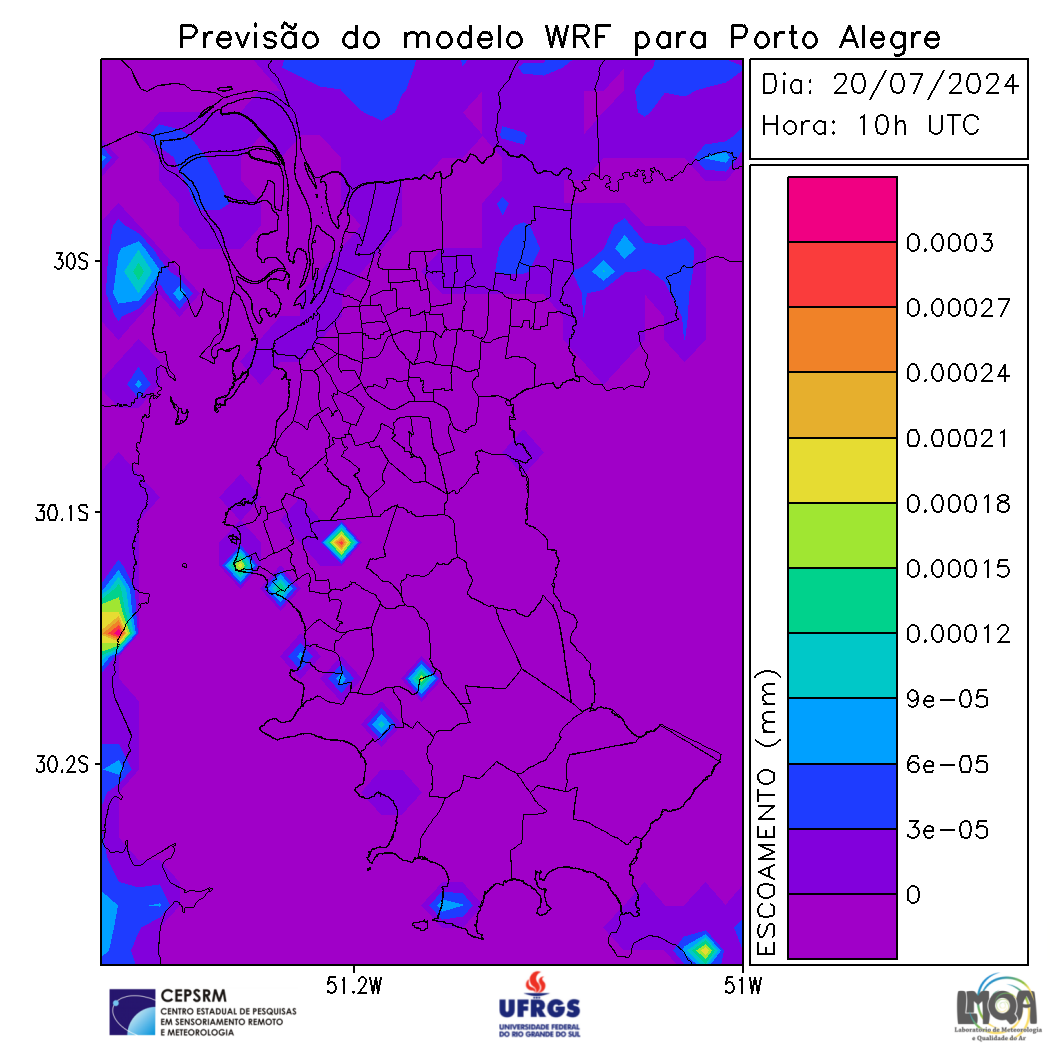 Previsão do modelo WRF para Porto Alegre
Dia: 20/07/2024
Hora: 10h UTC
30S
30.1S
30.2S
51.2W
51W
ESCOAMENTO (mm)
0.0003
0.00027
0.00024
0.00021
0.00018
0.00015
0.00012
9e-05
6e-05
3e-05
0
CEPSRM
CENTRO ESTADUAL DE PESQUISAS
EM SENSORIAMENTO REMOTO
E METEOROLOGIA
UFRGS
UNIVERSIDADE FEDERAL
DO RIO GRANDE DO SUL
LMQA
Laboratório de Meteorologia
e Qualidade do Ar